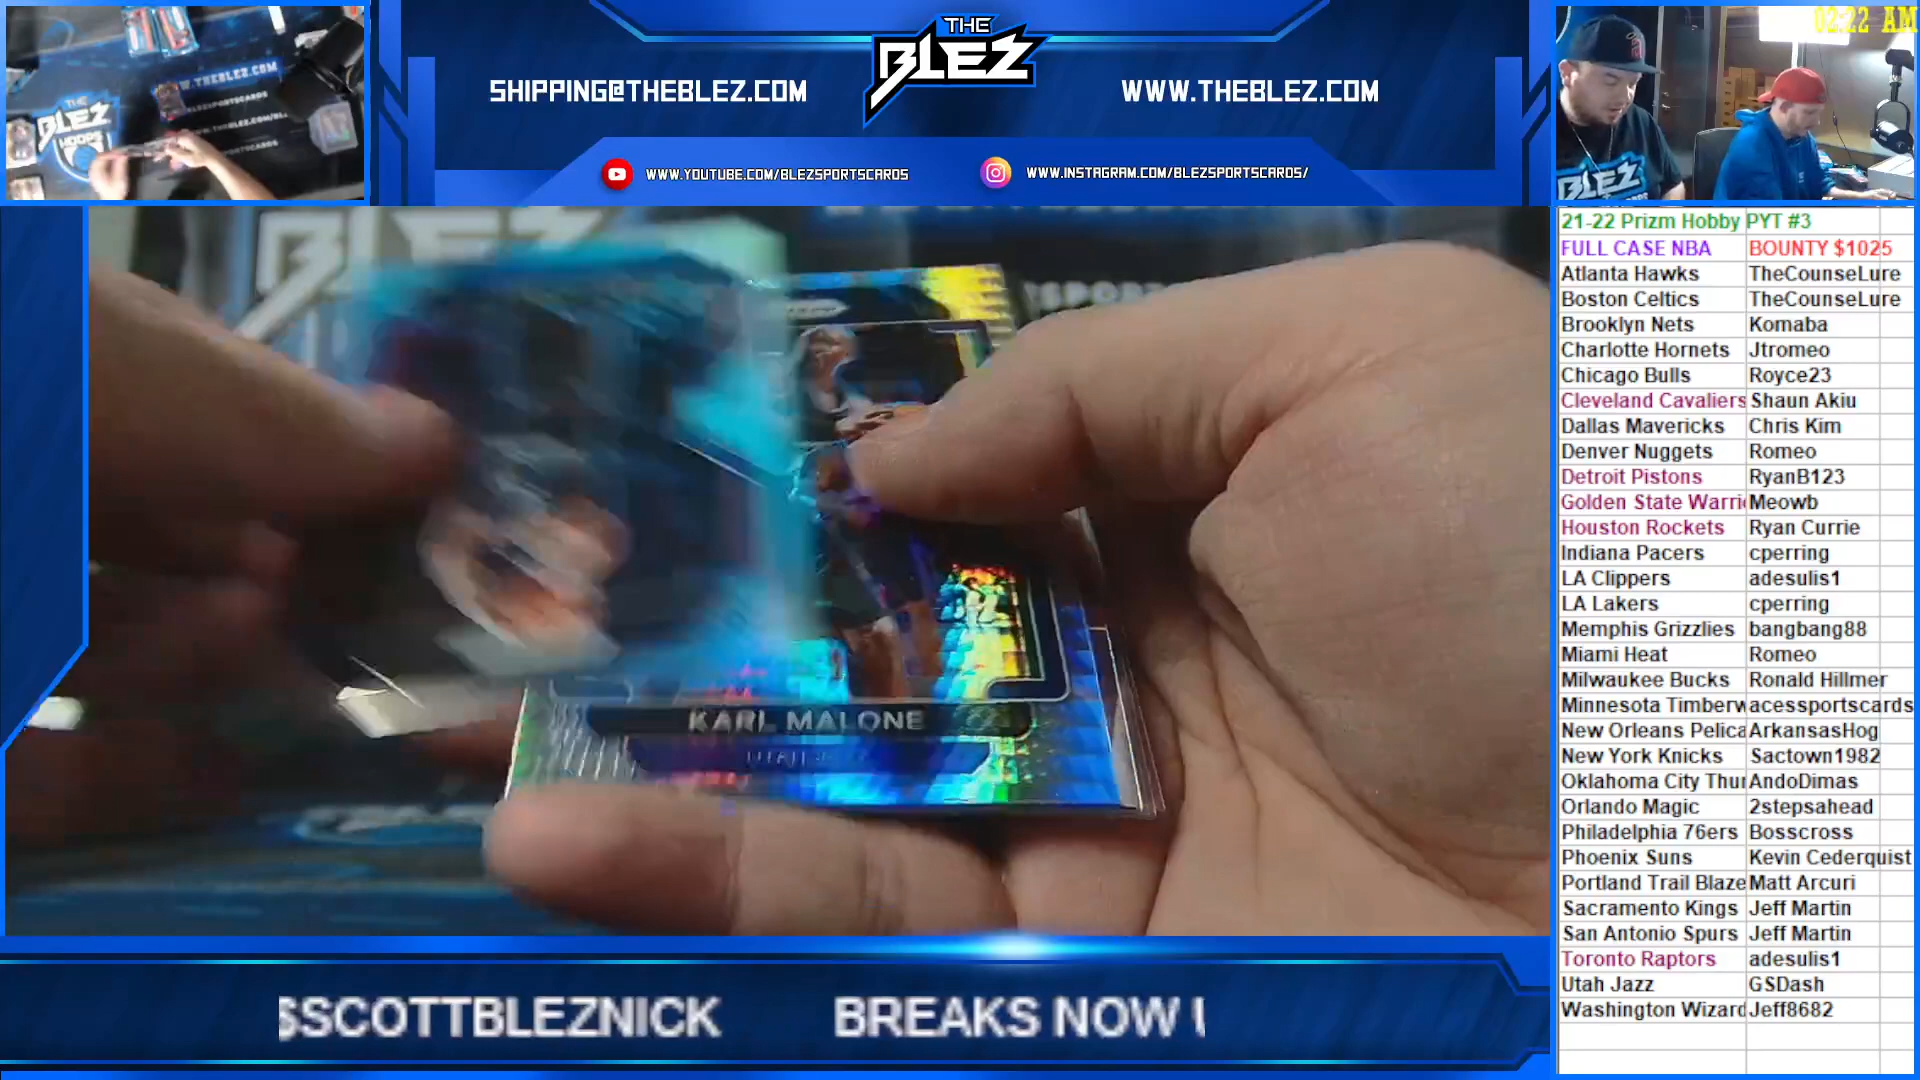 THE
BLEZ
SHIPPING@THEBLEZ.COM
WWW.THEBLEZ.COM
WWW.YOUTUBE.COM/BLEZSPORTSCARDS
WWW.INSTAGRAM.COM/BLEZSPORTSCARDS/
02:22 AM
THE
BLEZ
HOOPS
BLEZ
21-22 Prizm Hobby PYT #3
FULL CASE NBA BOUNTY $1025
Atlanta Hawks TheCounseLure
Boston Celtics TheCounseLure
Brooklyn Nets Komaba
Charlotte Hornets Jtromeo
Chicago Bulls Royce23
Cleveland Cavaliers Shaun Akiu
Dallas Mavericks Chris Kim
Denver Nuggets Romeo
Detroit Pistons RyanB123
Golden State Warri Meowb
Houston Rockets Ryan Currie
Indiana Pacers cperring
LA Clippers adesulis1
LA Lakers cperring
Memphis Grizzlies bangbang88
Miami Heat Romeo
Milwaukee Bucks Ronald Hillmer
Minnesota Timberw acessportscards
New Orleans Pelica ArkansasHog
New York Knicks Sactown1982
Oklahoma City Thu AndoDimas
Orlando Magic 2stepsahead
Philadelphia 76ers Bosscross
Phoenix Suns Kevin Cederquist
Portland Trail Blaze Matt Arcuri
Sacramento Kings Jeff Martin
San Antonio Spurs Jeff Martin
Toronto Raptors adesulis1
Utah Jazz GSDash
Washington Wizard Jeff8682
KARL MALONE
$SCOTTBLEZNICK BREAKS NOW